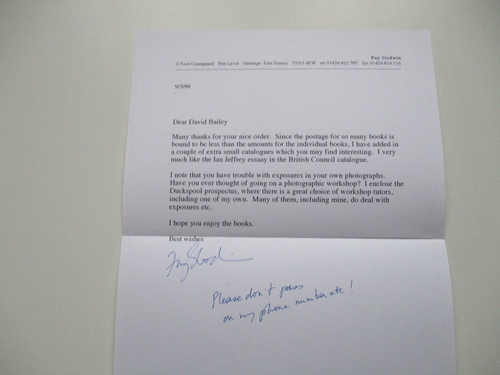 Fay Godwin
Pett Level Hastings East Sussex
9/3/99
Dear David Bailey
Many thanks for your nice order. Since the postage for so many books is
bound to be less than the amounts for the individual books, I have added in
a couple of extra small catalogues which you may find interesting. I very
much like the Ian Jeffrey essaay in the British Council catalogue.
I note that you have trouble with exposures in your own photographs.
Have you ever thought of going on a photographic workshop? I enclose the
Duckspool prospectus, where there is a great choice of workshop tutors,
including one of my own. Many of them, including mine, do deal with
exposures etc.
I hope you enjoy the books.
Best wishes
Fay Godwin
Please don't pass
on my phone number etc!